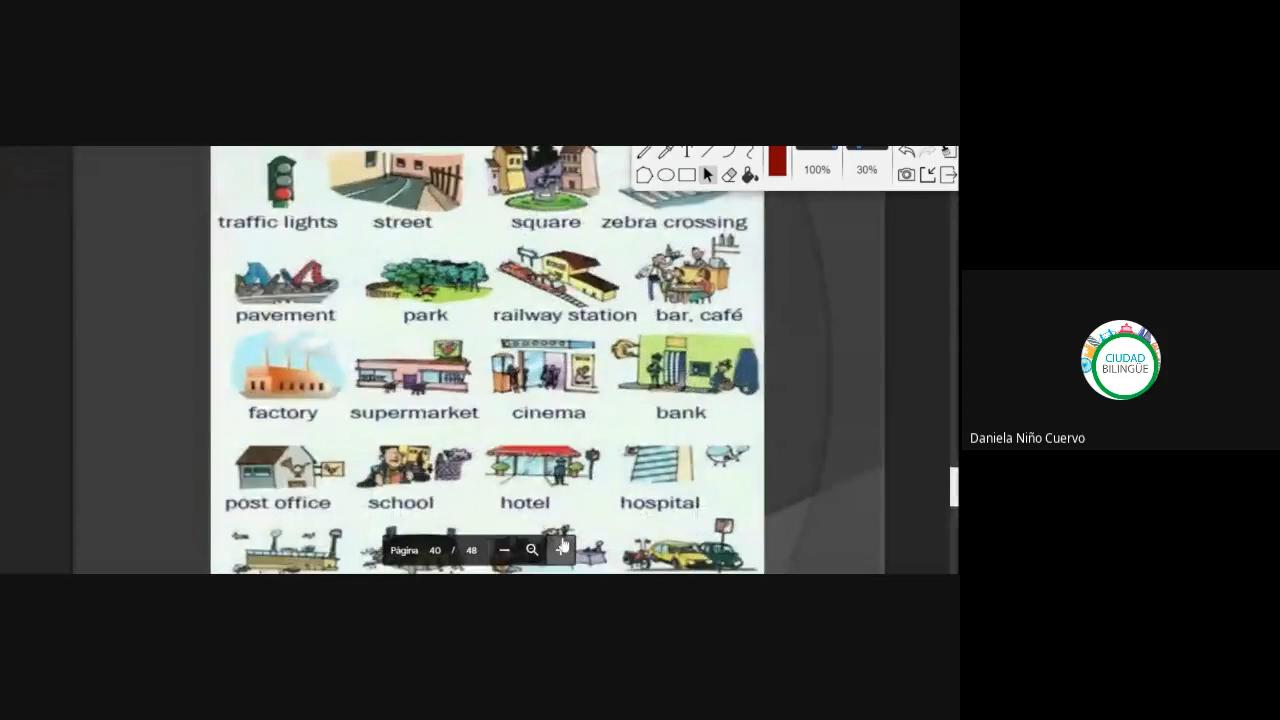 100%
30%
traffic lights street square zebra crossing
pavement park railway station bar, café
factory supermarket cinema bank
post office school hotel hospital
Página 40 / 48
CIUDAD
BILINGÜE
Daniela Niño Cuervo